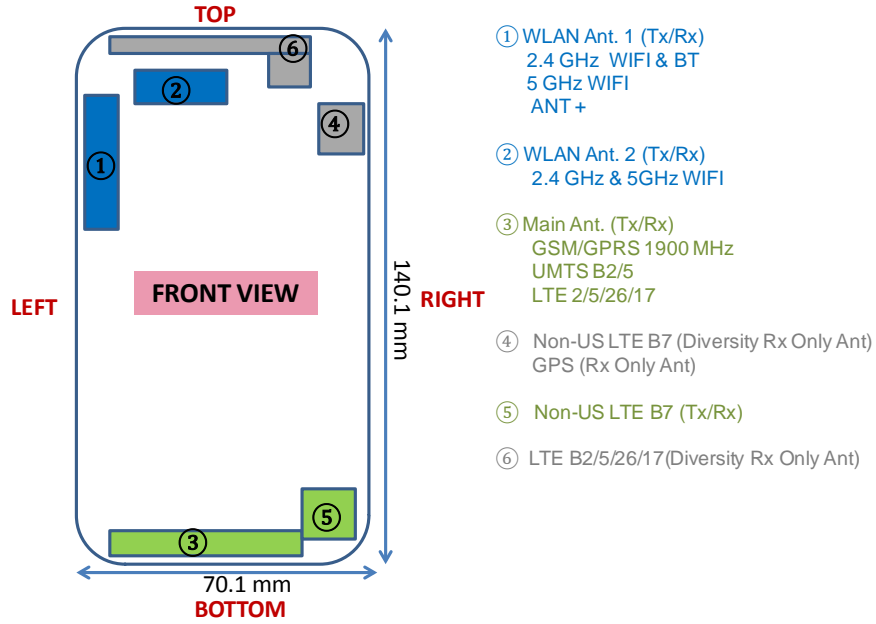 TOP
⑥
②
④
①
LEFT
FRONT VIEW
140.1 mm
RIGHT
⑤
③
70.1 mm
BOTTOM
① WLAN Ant. 1 (Tx/Rx)
2.4 GHz WIFI & BT
5 GHz WIFI
ANT +
② WLAN Ant. 2 (Tx/Rx)
2.4 GHz & 5GHz WIFI
③ Main Ant. (Tx/Rx)
GSM/GPRS 1900 MHz
UMTS B2/5
LTE 2/5/26/17
④ Non-US LTE B7 (Diversity Rx Only Ant)
GPS (Rx Only Ant)
⑤ Non-US LTE B7 (Tx/Rx)
⑥ LTE B2/5/26/17(Diversity Rx Only Ant)